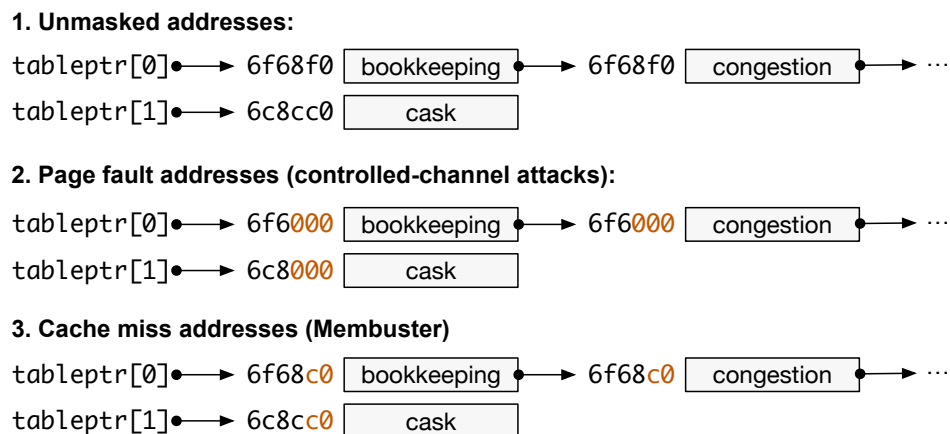 1. Unmasked addresses:
tableptr[0] 6f68f0 bookkeeping 6f68f0 congestion ...
tableptr[1] 6c8cc0 cask
2. Page fault addresses (controlled-channel attacks):
tableptr[0] 6f6000 bookkeeping 6f6000 congestion ...
tableptr[1] 6c8000 cask
3. Cache miss addresses (Membuster)
tableptr[0] 6f68c0 bookkeeping 6f68c0 congestion ...
tableptr[1] 6c8cc0 cask